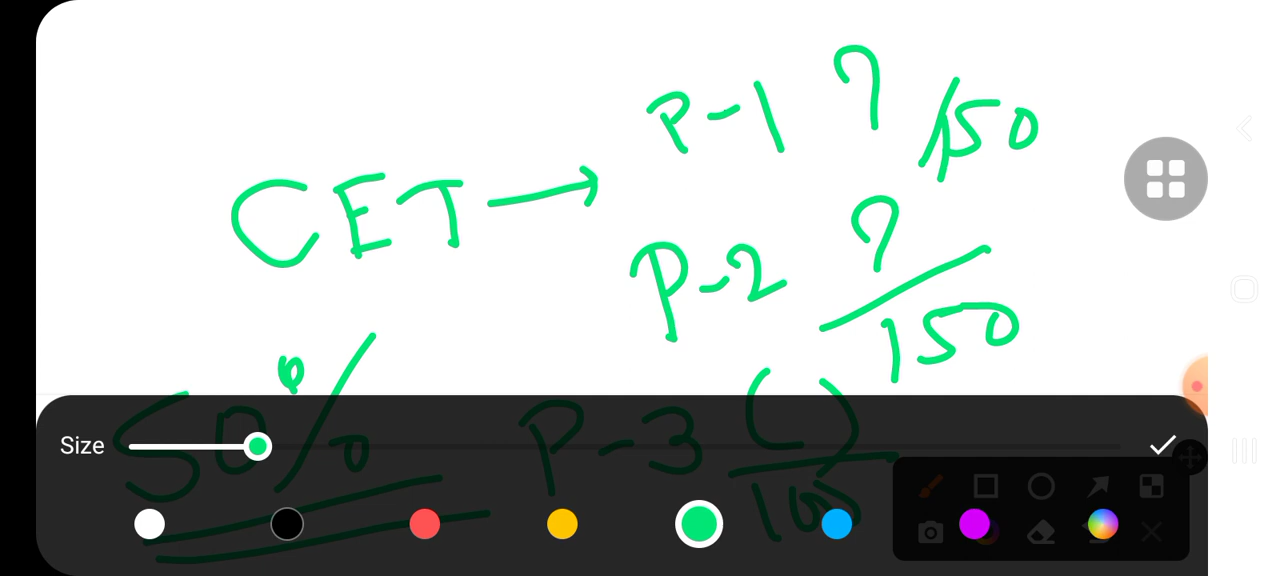 P-1 ? /150
CET →
P-2 ?/150
50%
P-3 ( )/100
Size